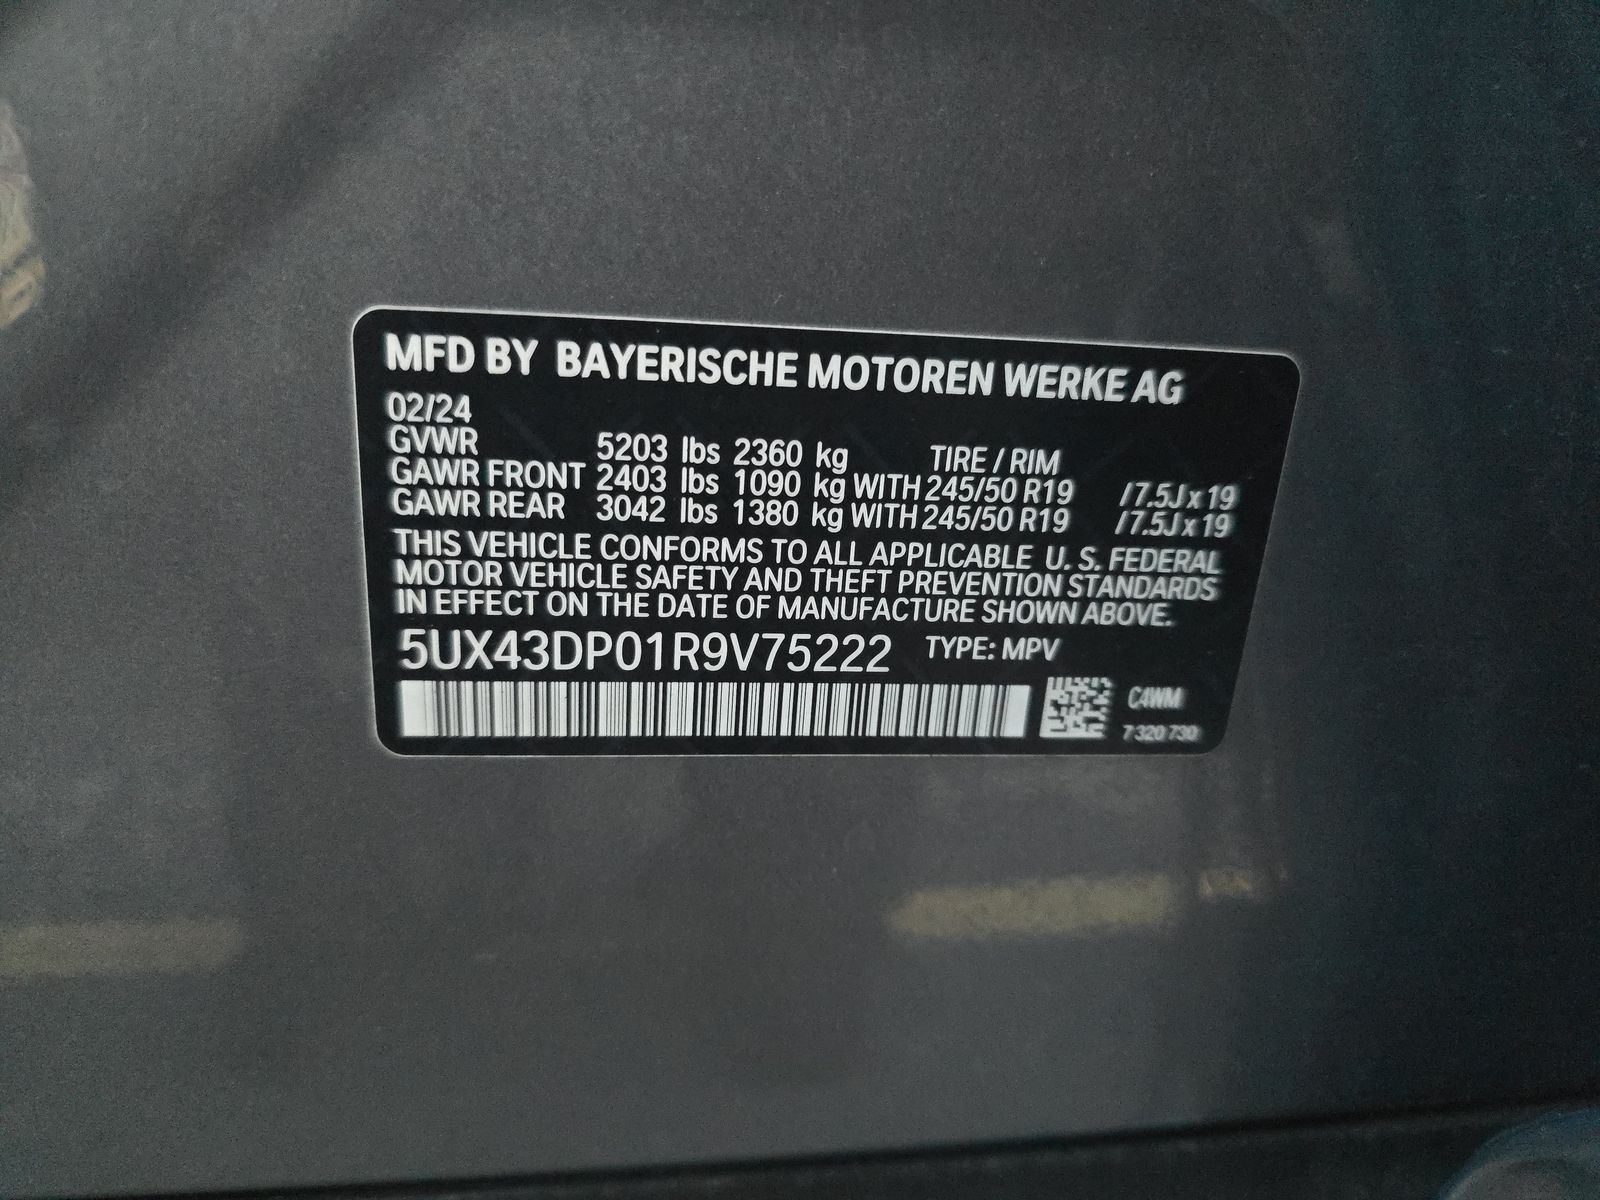 MFD BY BAYERISCHE MOTOREN WERKE AG
02/24
GVWR 5203 lbs 2360 kg TIRE / RIM
GAWR FRONT 2403 lbs 1090 kg WITH 245/50 R19 / 7.5J x 19
GAWR REAR 3042 lbs 1380 kg WITH 245/50 R19 / 7.5J x 19
THIS VEHICLE CONFORMS TO ALL APPLICABLE U. S. FEDERAL
MOTOR VEHICLE SAFETY AND THEFT PREVENTION STANDARDS
IN EFFECT ON THE DATE OF MANUFACTURE SHOWN ABOVE.
5UX43DP01R9V75222 TYPE: MPV
C4WM
7 320 730